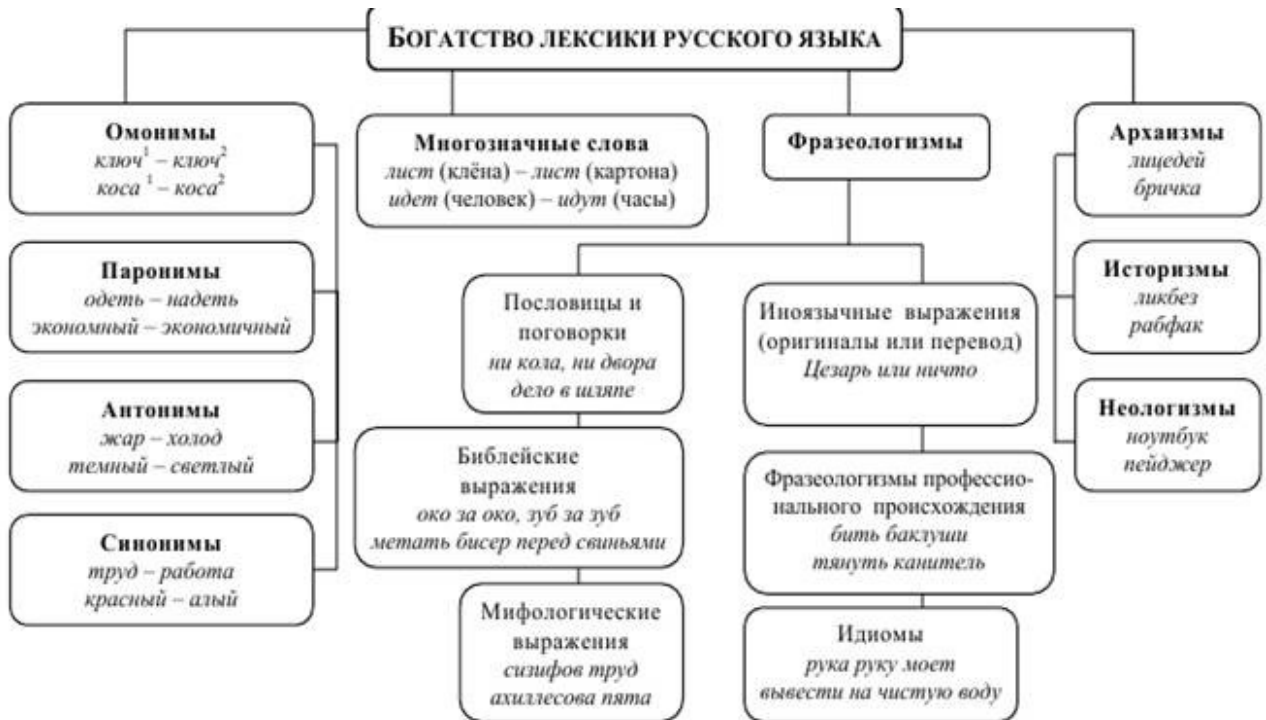 БОГАТСТВО ЛЕКСИКИ РУССКОГО ЯЗЫКА
Омонимы
ключ¹ – ключ²
коса ¹ – коса²
Паронимы
одеть – надеть
экономный – экономичный
Антонимы
жар – холод
темный – светлый
Синонимы
труд – работа
красный – алый
Многозначные слова
лист (клёна) – лист (картона)
идет (человек) – идут (часы)
Фразеологизмы
Пословицы и
поговорки
ни кола, ни двора
дело в шляпе
Библейские
выражения
око за око, зуб за зуб
метать бисер перед свиньями
Мифологические
выражения
сизифов труд
ахиллесова пята
Иноязычные выражения
(оригиналы или перевод)
Цезарь или ничто
Фразеологизмы профессио-
нального происхождения
бить баклуши
тянуть канитель
Идиомы
рука руку моет
вывести на чистую воду
Архаизмы
лицедей
бричка
Историзмы
ликбез
рабфак
Неологизмы
ноутбук
пейджер